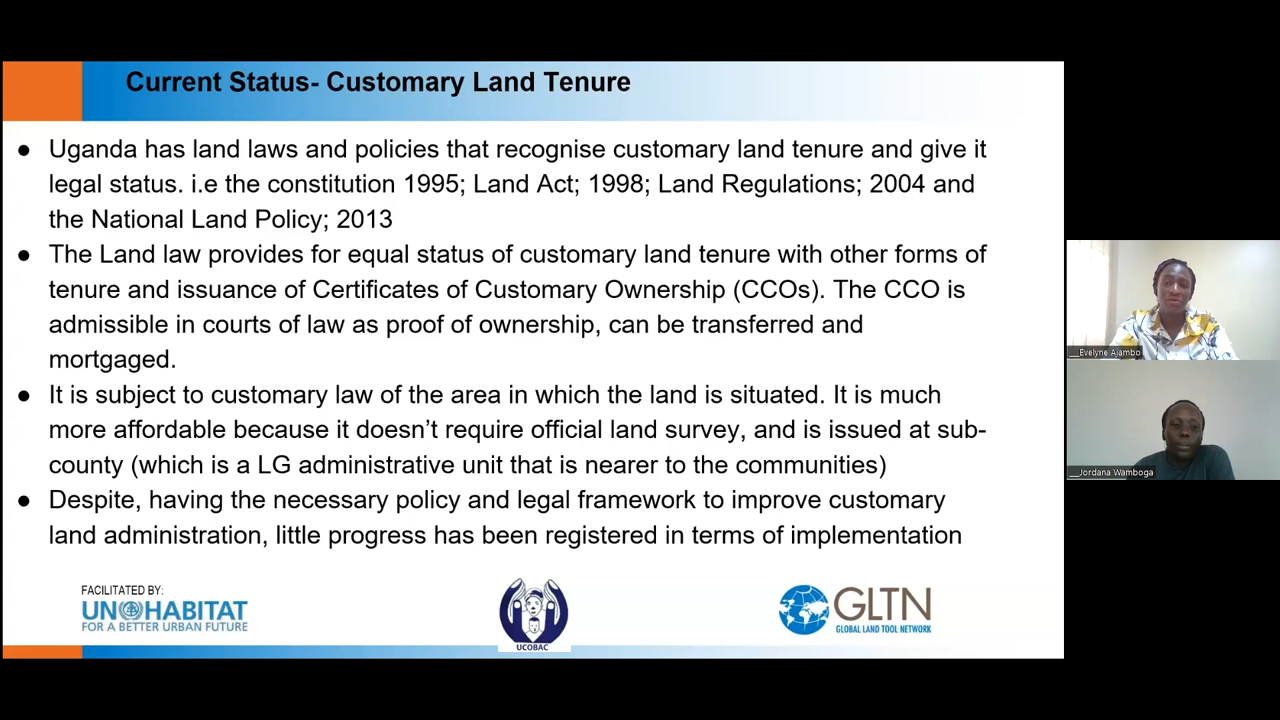 Current Status- Customary Land Tenure
● Uganda has land laws and policies that recognise customary land tenure and give it
legal status. i.e the constitution 1995; Land Act; 1998; Land Regulations; 2004 and
the National Land Policy; 2013
● The Land law provides for equal status of customary land tenure with other forms of
tenure and issuance of Certificates of Customary Ownership (CCOs). The CCO is
admissible in courts of law as proof of ownership, can be transferred and
mortgaged.
● It is subject to customary law of the area in which the land is situated. It is much
more affordable because it doesn’t require official land survey, and is issued at sub-
county (which is a LG administrative unit that is nearer to the communities)
● Despite, having the necessary policy and legal framework to improve customary
land administration, little progress has been registered in terms of implementation
FACILITATED BY:
UN HABITAT
FOR A BETTER URBAN FUTURE
UCOBAC
GLTN
GLOBAL LAND TOOL NETWORK
__Evelyne Ajambo
__Jordana Wamboga